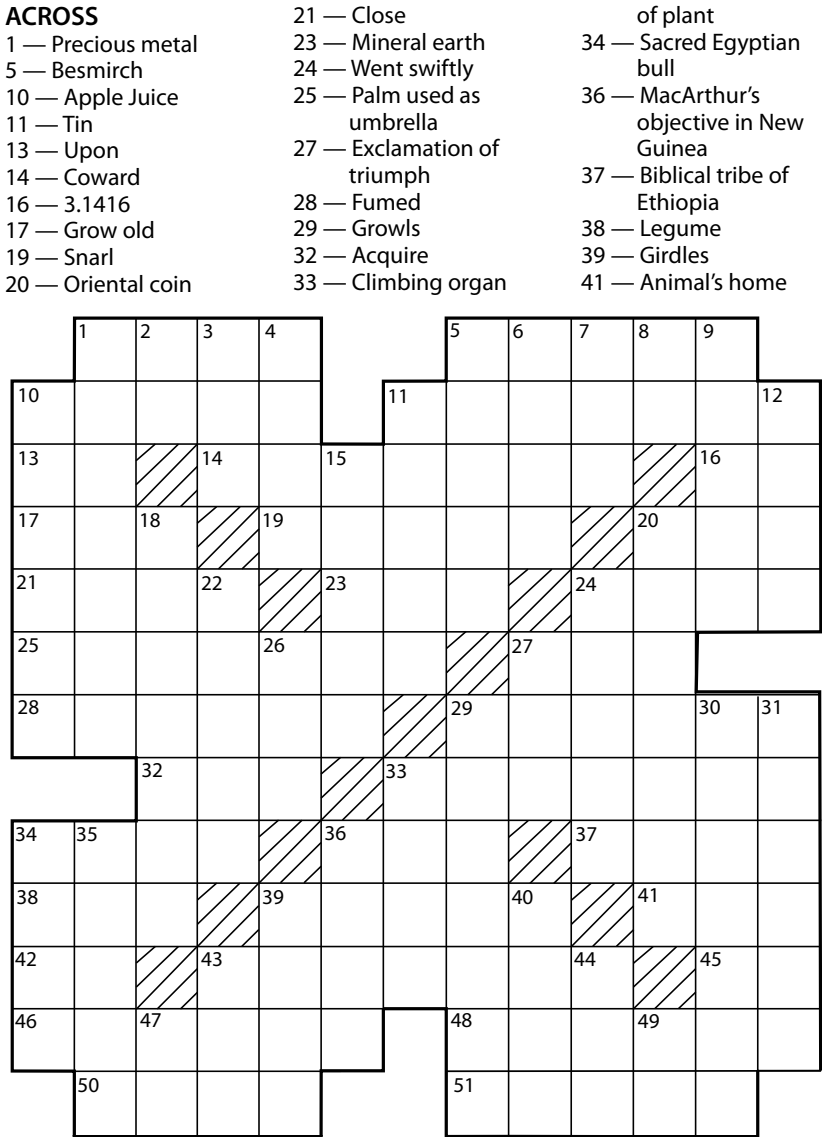 ACROSS
1 — Precious metal
5 — Besmirch
10 — Apple Juice
11 — Tin
13 — Upon
14 — Coward
16 — 3.1416
17 — Grow old
19 — Snarl
20 — Oriental coin
21 — Close
23 — Mineral earth
24 — Went swiftly
25 — Palm used as
umbrella
27 — Exclamation of
triumph
28 — Fumed
29 — Growls
32 — Acquire
33 — Climbing organ
of plant
34 — Sacred Egyptian
bull
36 — MacArthur's
objective in New
Guinea
37 — Biblical tribe of
Ethiopia
38 — Legume
39 — Girdles
41 — Animal's home
1 2 3 4 5 6 7 8 9
10 11 12
13 14 15 16
17 18 19 20
21 22 23 24
25 26 27
28 29 30 31
32 33
34 35 36 37
38 39 40 41
42 43 44 45
46 47 48 49
50 51